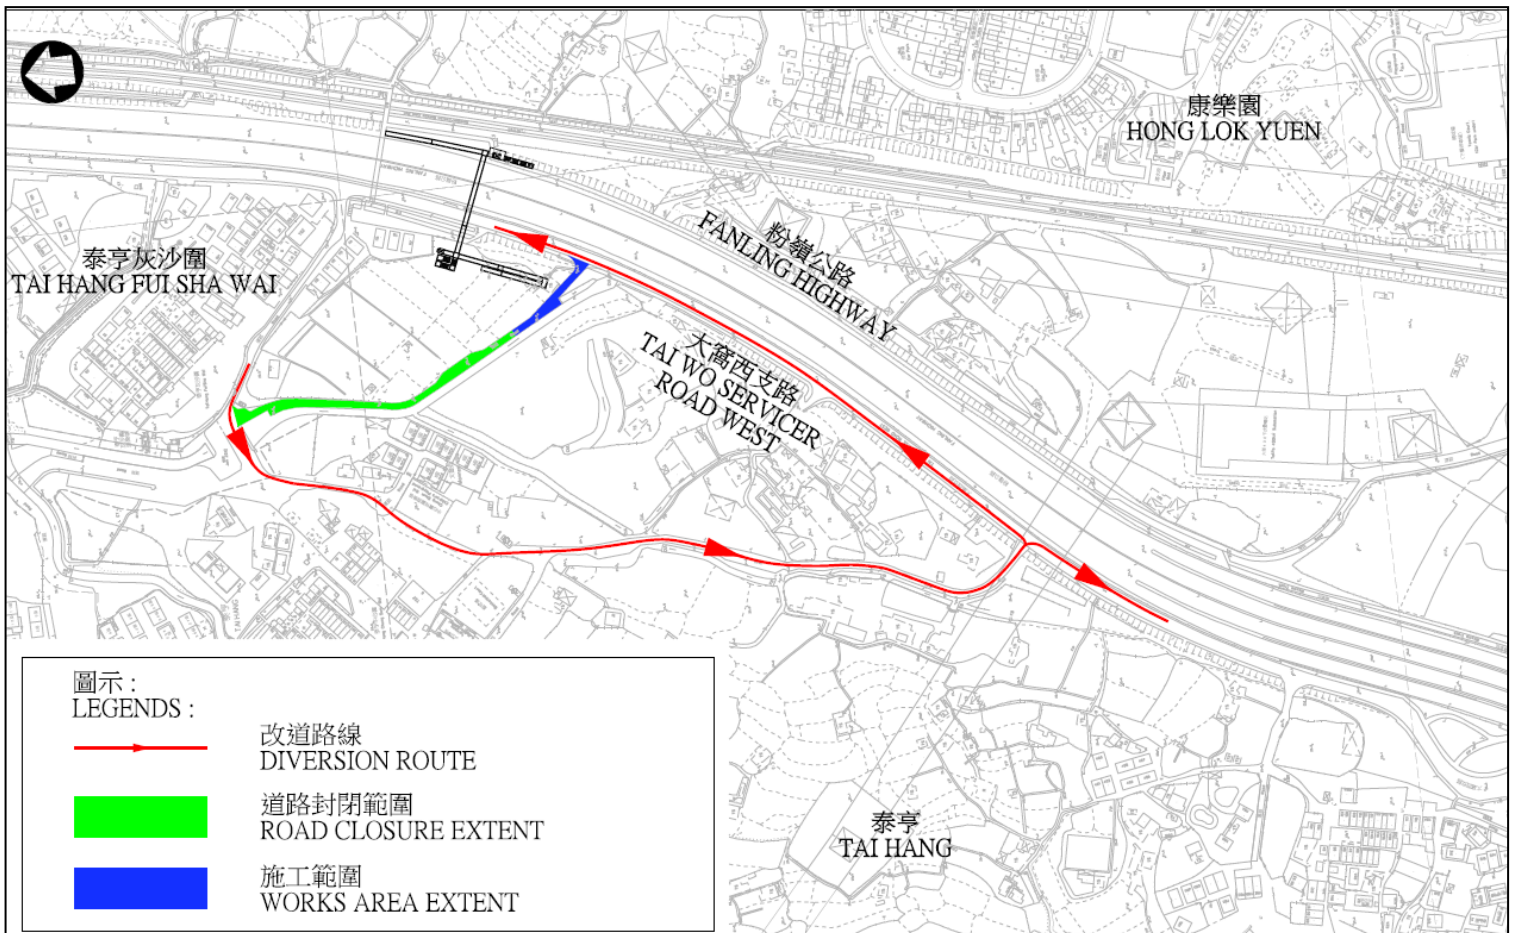 康樂園
HONG LOK YUEN
粉嶺公路
FANLING HIGHWAY
泰亨灰沙圍
TAI HANG FUI SHA WAI
大窩西支路
TAI WO SERVICER
ROAD WEST
泰亨
TAI HANG
圖示 :
LEGENDS :
改道路線
DIVERSION ROUTE
道路封閉範圍
ROAD CLOSURE EXTENT
施工範圍
WORKS AREA EXTENT